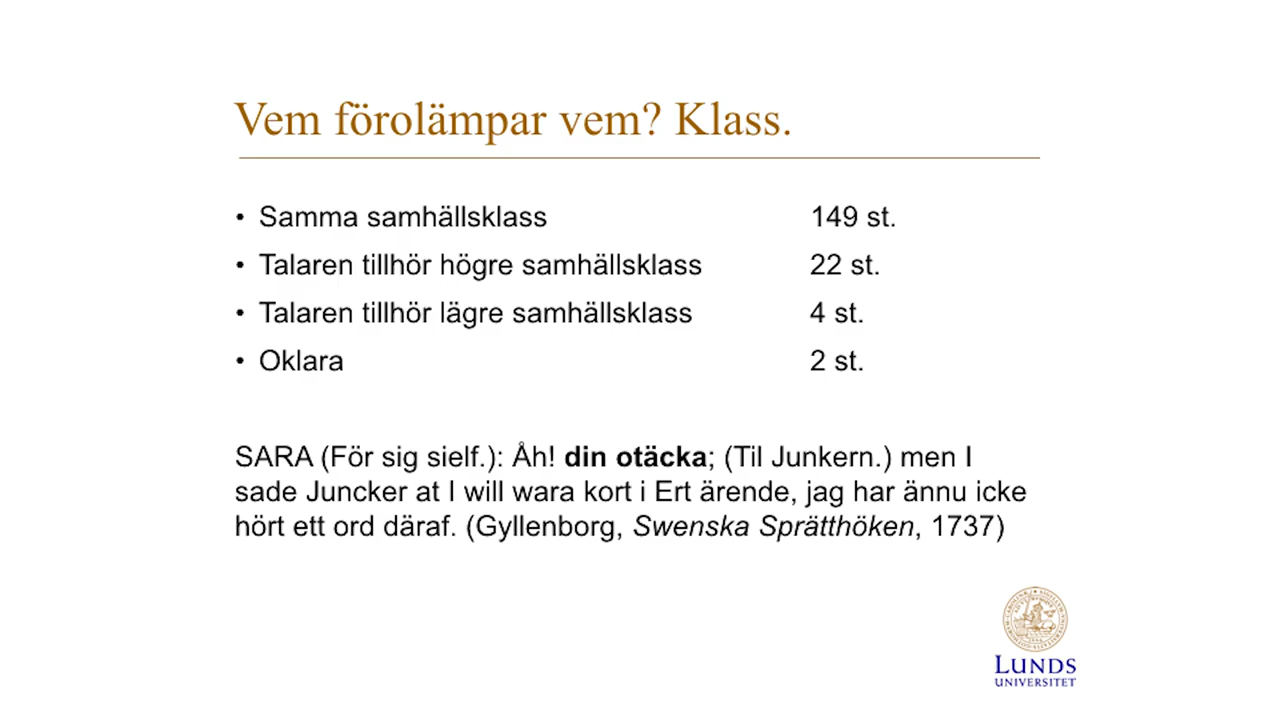 Vem förolämpar vem? Klass.
• Samma samhällsklass 149 st.
• Talaren tillhör högre samhällsklass 22 st.
• Talaren tillhör lägre samhällsklass 4 st.
• Oklara 2 st.
SARA (För sig sielf.): Åh! din otäcka; (Til Junkern.) men I
sade Juncker at I will wara kort i Ert ärende, jag har ännu icke
hört ett ord däraf. (Gyllenborg, Swenska Sprätthöken, 1737)
LUNDS
UNIVERSITET